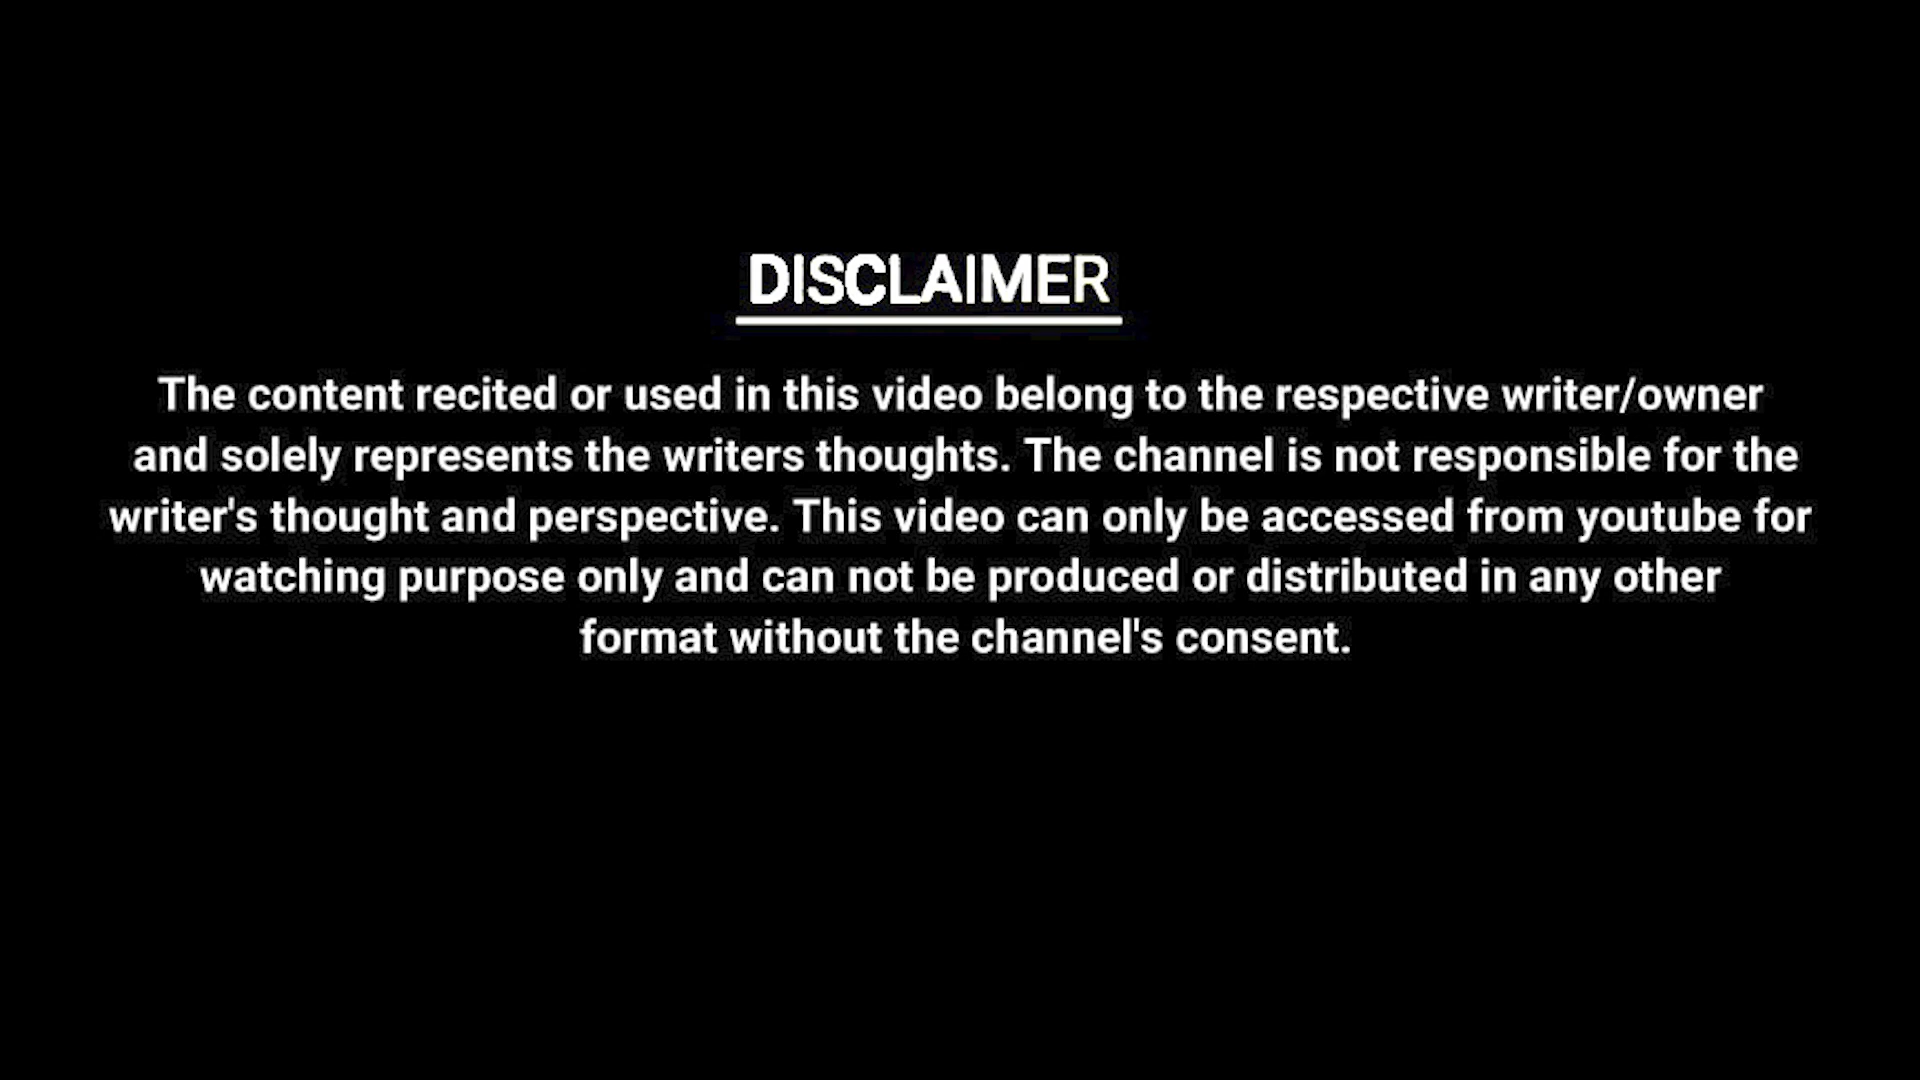 DISCLAIMER
The content recited or used in this video belong to the respective writer/owner
and solely represents the writers thoughts. The channel is not responsible for the
writer's thought and perspective. This video can only be accessed from youtube for
watching purpose only and can not be produced or distributed in any other
format without the channel's consent.